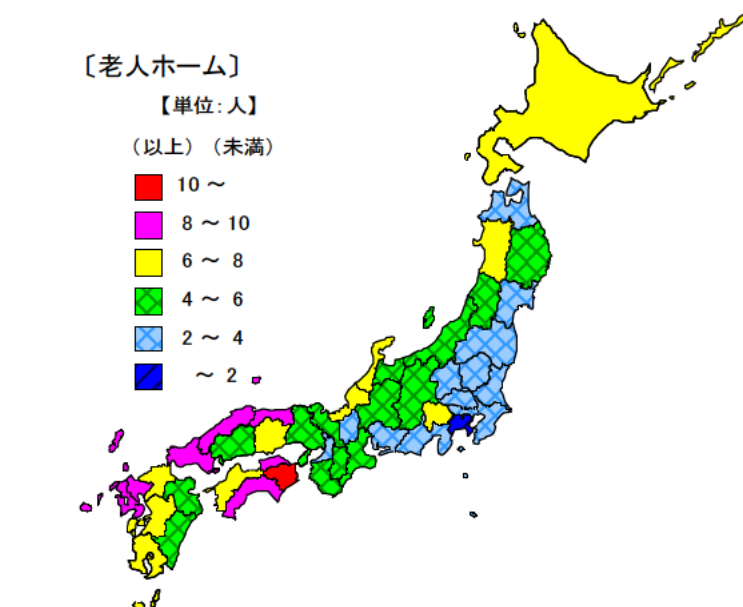 〔老人ホーム〕
【単位：人】
（以上）（未満）
10 ～
8 ～ 10
6 ～ 8
4 ～ 6
2 ～ 4
～ 2